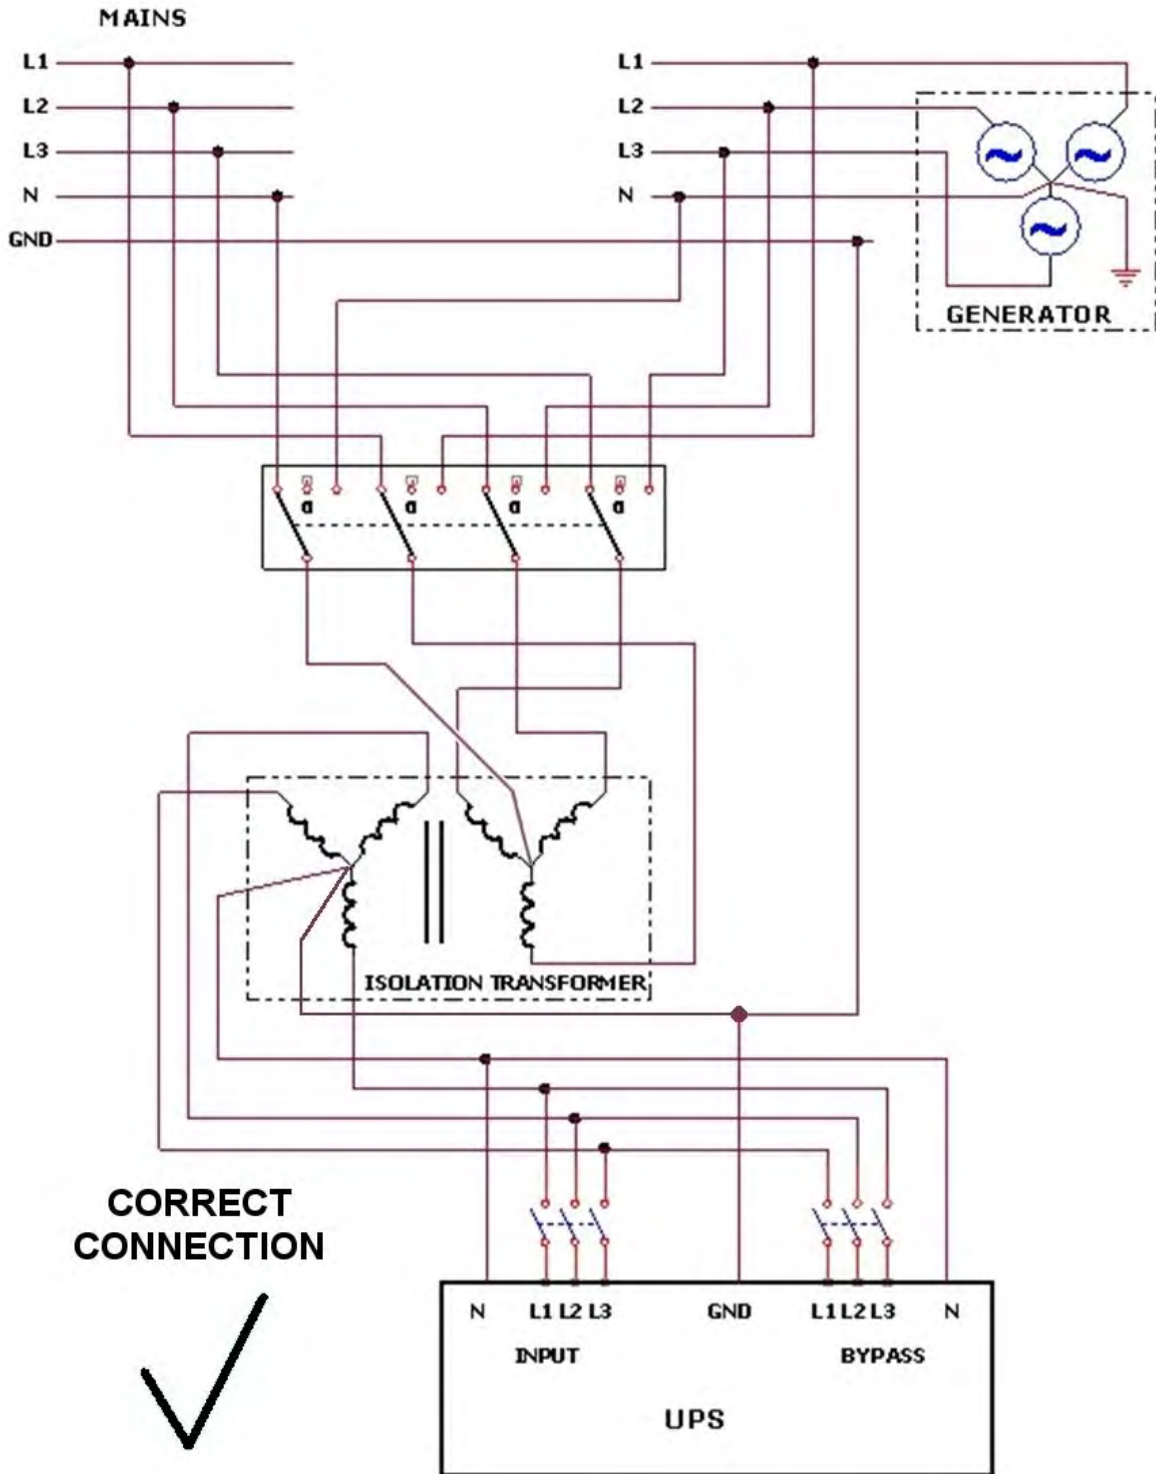 MAINS
L1
L2
L3
N
GND
L1
L2
L3
N
GENERATOR
ISOLATION TRANSFORMER
CORRECT
CONNECTION
N L1 L2 L3 GND L1 L2 L3 N
INPUT BYPASS
UPS